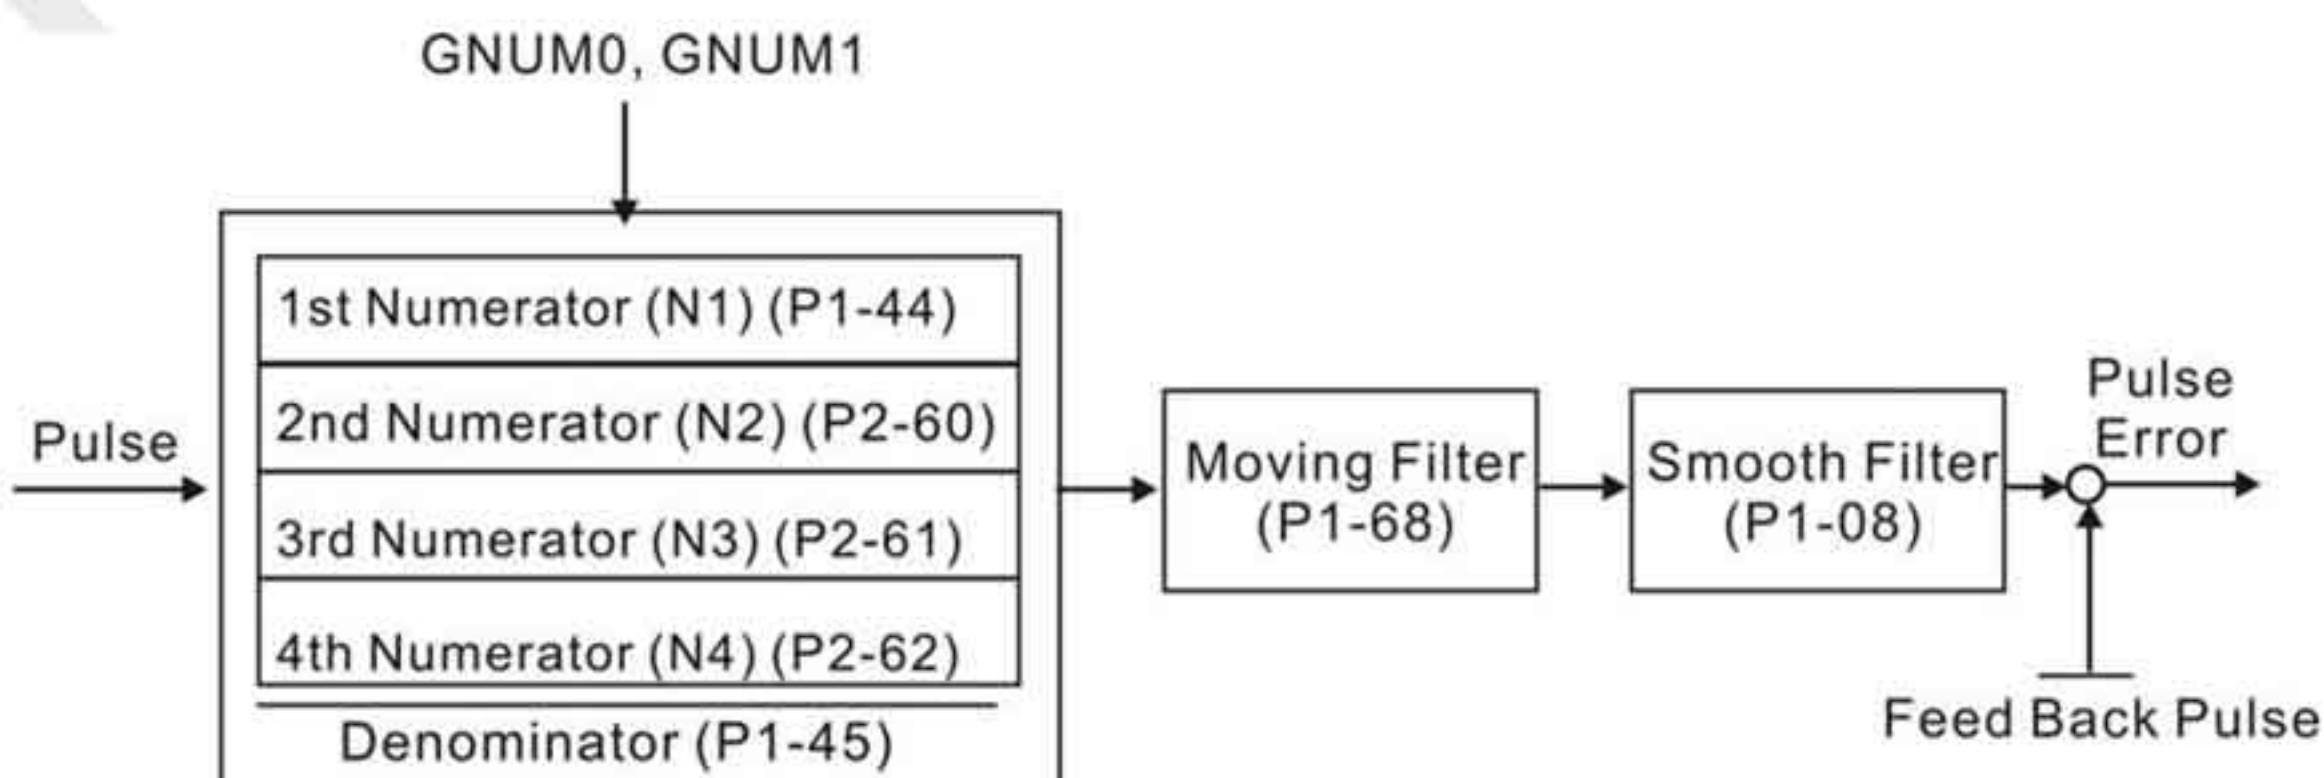 GNUM0, GNUM1
Pulse
1st Numerator (N1) (P1-44)
2nd Numerator (N2) (P2-60)
3rd Numerator (N3) (P2-61)
4th Numerator (N4) (P2-62)
Denominator (P1-45)
Moving Filter
(P1-68)
Smooth Filter
(P1-08)
Pulse
Error
Feed Back Pulse